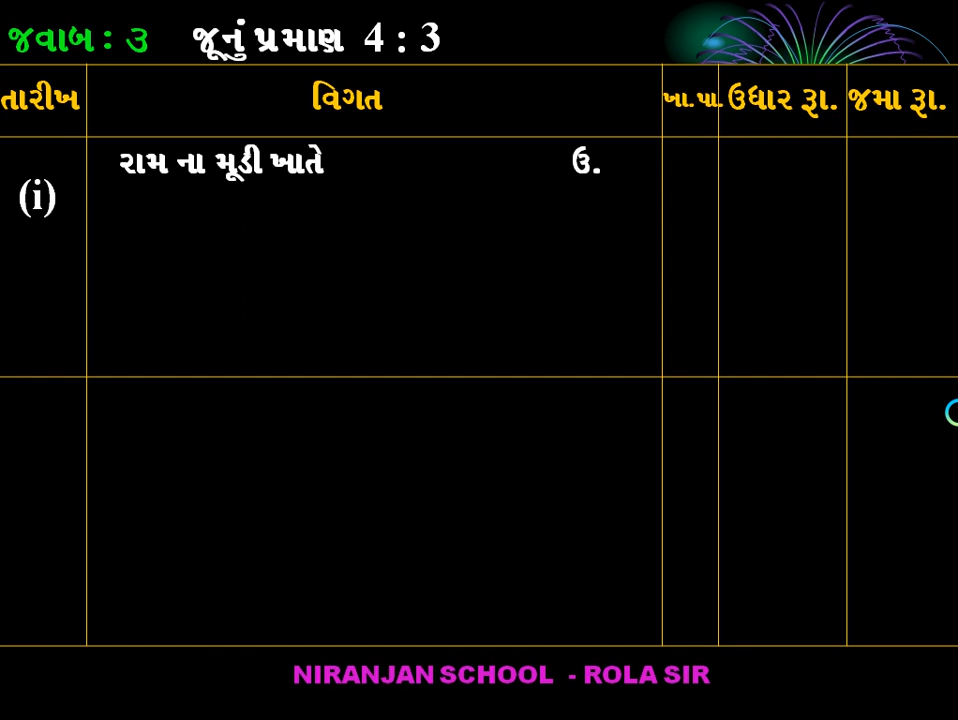 જવાબ : ૩ જૂનું પ્રમાણ 4 : 3
તારીખ વિગત ખા. પા. ઉધાર રૂા. જમા રૂા.
(i) રામ ના મૂડી ખાતે ઉ.
NIRANJAN SCHOOL - ROLA SIR